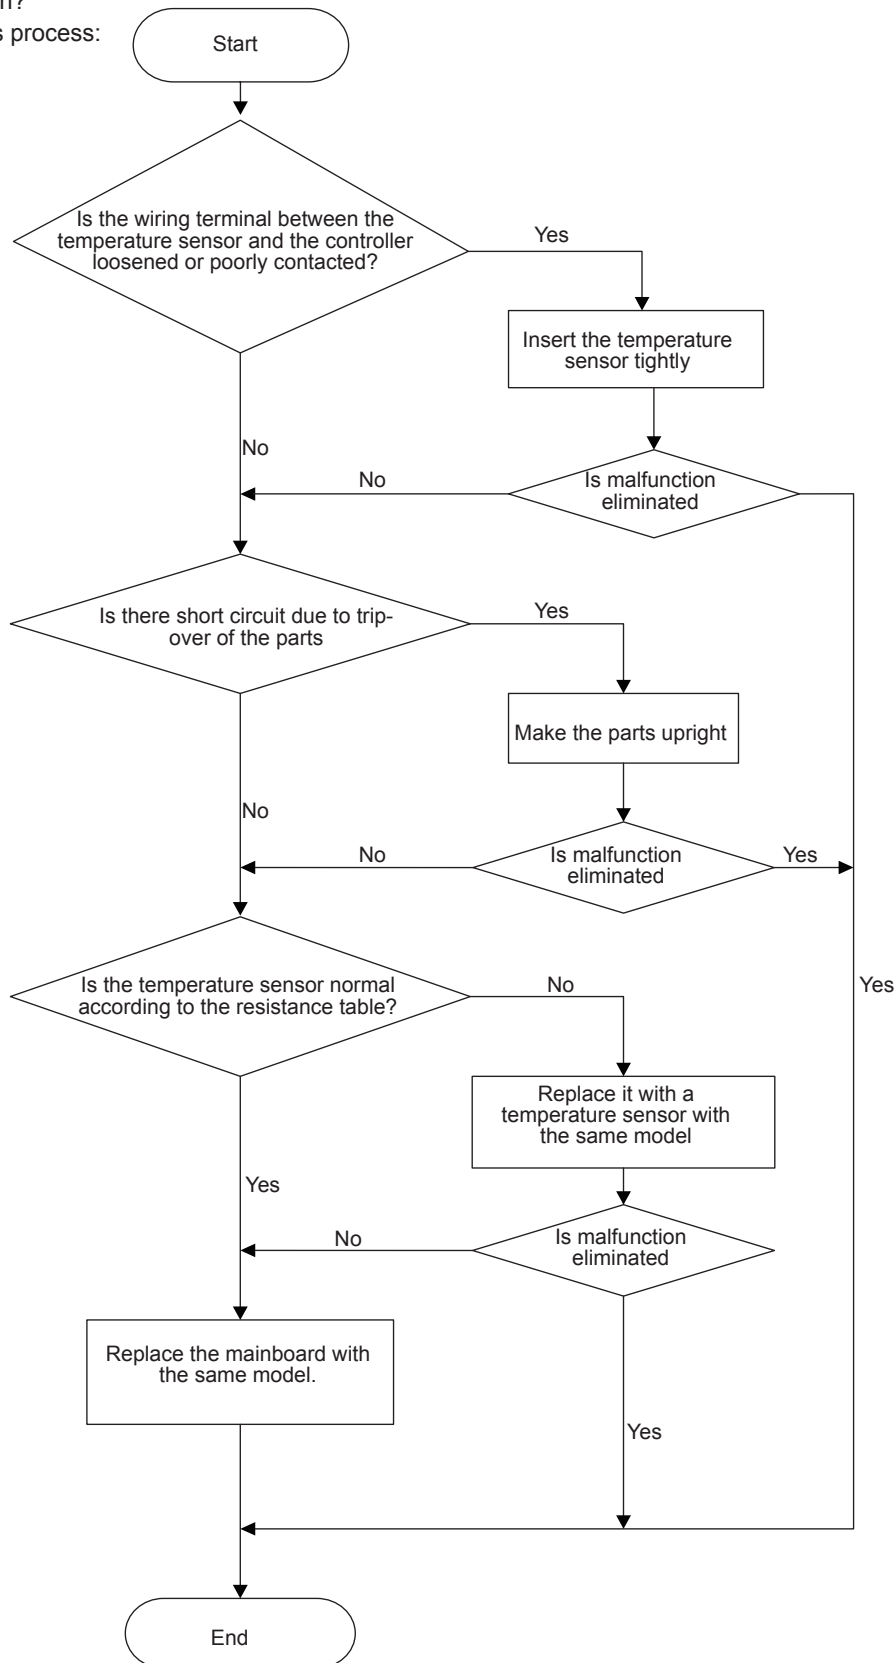 s process:
Start
Is the wiring terminal between the
temperature sensor and the controller
loosened or poorly contacted?
Yes
Insert the temperature
sensor tightly
No
No
Is malfunction
eliminated
Is there short circuit due to trip-
over of the parts
Yes
Make the parts upright
No
No
Is malfunction
eliminated
Yes
Is the temperature sensor normal
according to the resistance table?
No
Yes
Replace it with a
temperature sensor with
the same model
Yes
No
Is malfunction
eliminated
Replace the mainboard with
the same model.
Yes
End